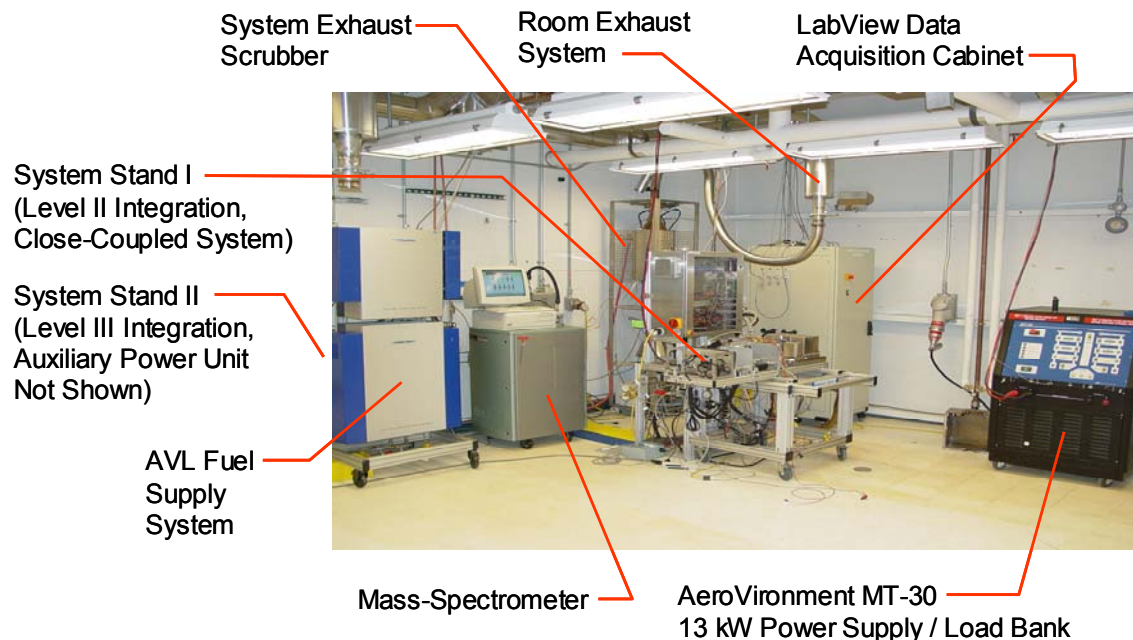 System Exhaust
Scrubber
Room Exhaust
System
LabView Data
Acquisition Cabinet
System Stand I
(Level II Integration,
Close-Coupled System)
System Stand II
(Level III Integration,
Auxiliary Power Unit
Not Shown)
AVL Fuel
Supply
System
Mass-Spectrometer
AeroVironment MT-30
13 kW Power Supply / Load Bank